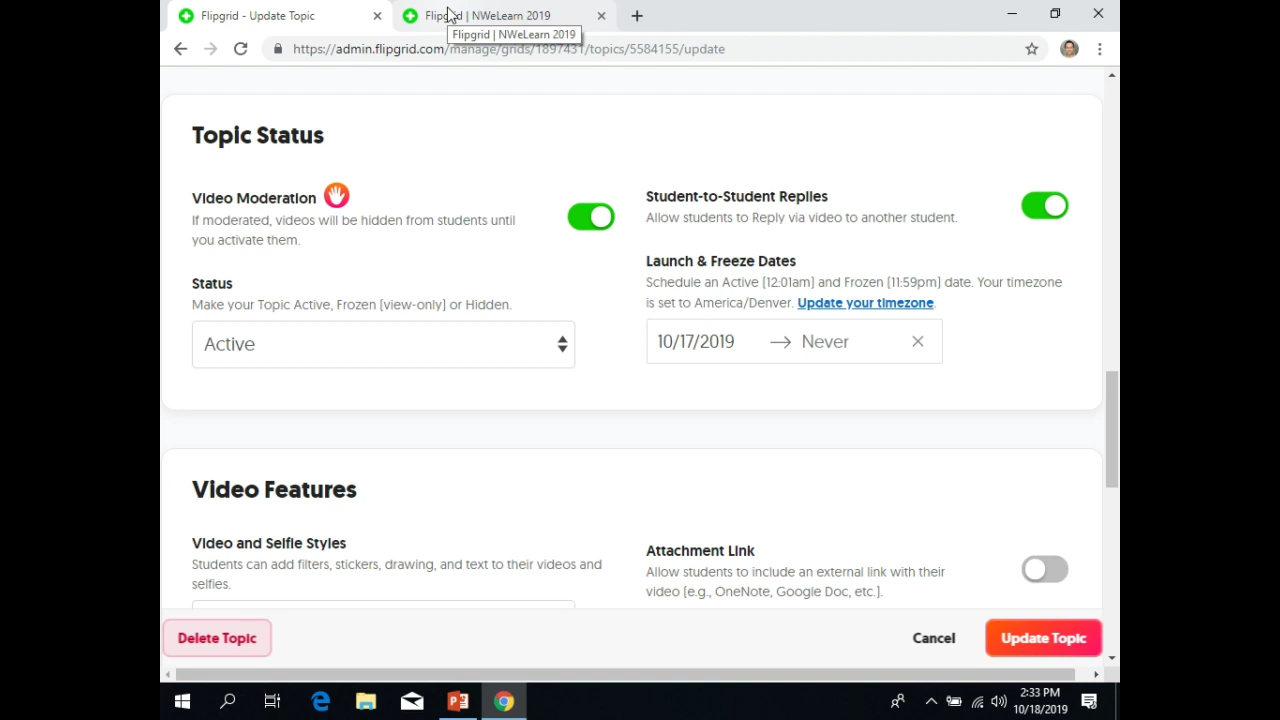 Flipgrid - Update Topic
Flipgrid | NWeLearn 2019
Flipgrid | NWeLearn 2019
https://admin.flipgrid.com/manage/grids/1897431/topics/5584155/update
Topic Status
Video Moderation
If moderated, videos will be hidden from students until
you activate them.
Status
Make your Topic Active, Frozen (view-only) or Hidden.
Active
Student-to-Student Replies
Allow students to Reply via video to another student.
Launch & Freeze Dates
Schedule an Active (12:01am) and Frozen (11:59pm) date. Your timezone
is set to America/Denver. Update your timezone.
10/17/2019 → Never
Video Features
Video and Selfie Styles
Students can add filters, stickers, drawing, and text to their videos and
selfies.
Attachment Link
Allow students to include an external link with their
video (e.g., OneNote, Google Doc, etc.).
Delete Topic
Cancel
Update Topic
2:33 PM
10/18/2019